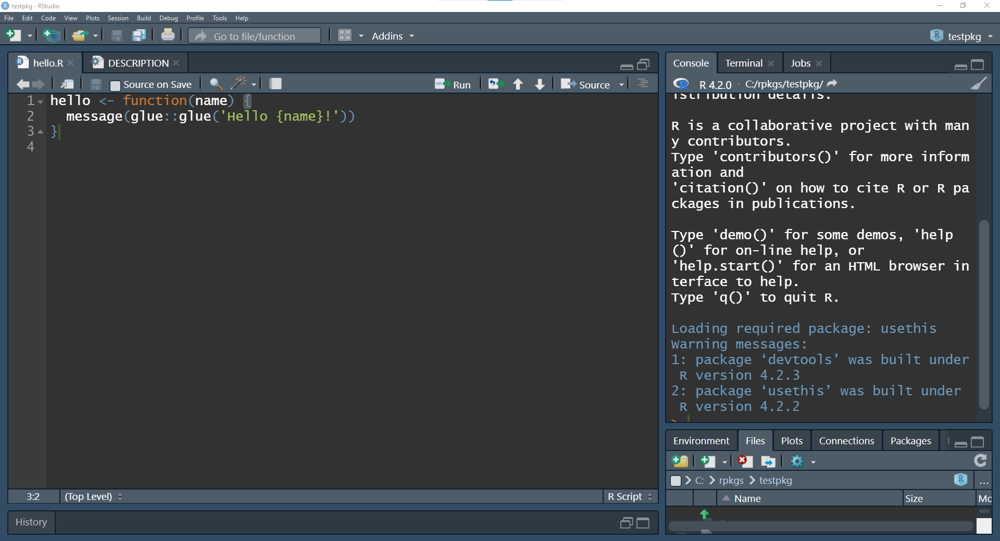 testpkg - RStudio
File Edit Code View Plots Session Build Debug Profile Tools Help
Go to file/function Addins testpkg
hello.R DESCRIPTION
Source on Save Run Source
1 hello <- function(name) {
2 message(glue::glue('Hello {name}!'))
3 }
4
3:2 (Top Level) R Script
History
Console Terminal Jobs
R 4.2.0 · C:/rpkgs/testpkg/
istribution details.
R is a collaborative project with man
y contributors.
Type 'contributors()' for more inform
ation and
'citation()' on how to cite R or R pa
ckages in publications.
Type 'demo()' for some demos, 'help
()' for on-line help, or
'help.start()' for an HTML browser in
terface to help.
Type 'q()' to quit R.
Loading required package: usethis
Warning messages:
1: package ‘devtools’ was built under
R version 4.2.3
2: package ‘usethis’ was built under
R version 4.2.2
>
Environment Files Plots Connections Packages
C: rpkgs testpkg ...
Name Size